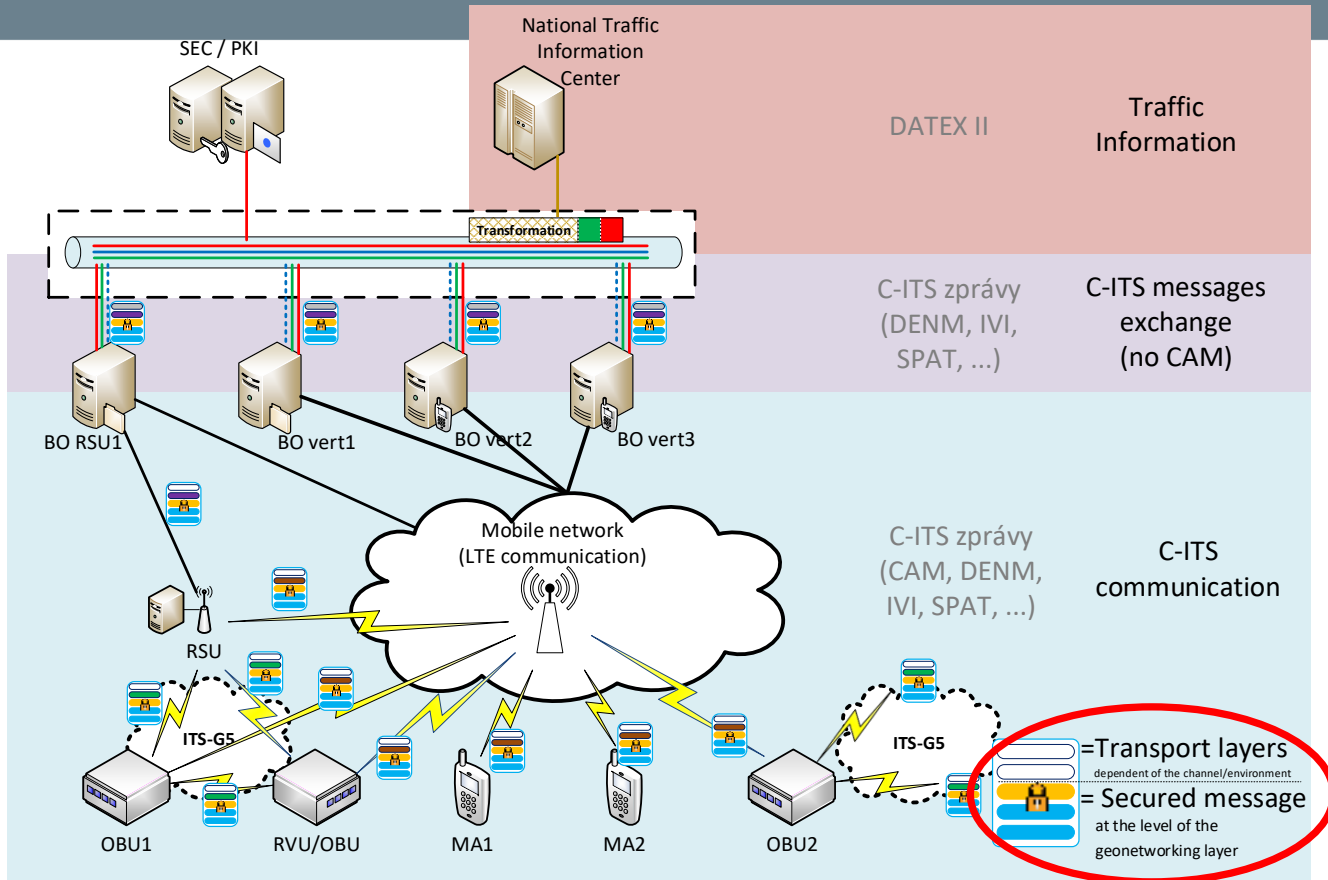 SEC / PKI
National Traffic
Information
Center
DATEX II
Traffic
Information
Transformation
C-ITS zprávy
(DENM, IVI,
SPAT, ...)
C-ITS messages
exchange
(no CAM)
BO RSU1
BO vert1
BO vert2
BO vert3
Mobile network
(LTE communication)
C-ITS zprávy
(CAM, DENM,
IVI, SPAT, ...)
C-ITS
communication
RSU
ITS-G5
ITS-G5
=Transport layers
dependent of the channel/environment
= Secured message
at the level of the
geonetworking layer
OBU1
RVU/OBU
MA1
MA2
OBU2